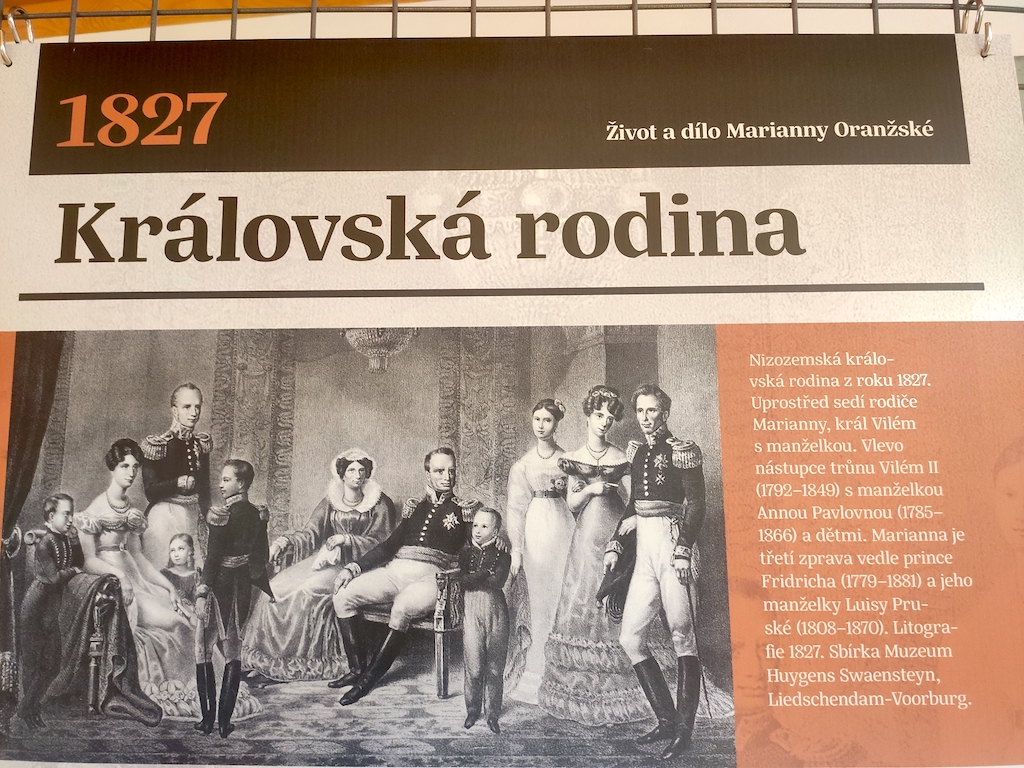 1827
Život a dílo Marianny Oranžské
Královská rodina
Nizozemská králo-
vská rodina z roku 1827.
Uprostřed sedí rodiče
Marianny, král Vilém
s manželkou. Vlevo
nástupce trůnu Vilém II
(1792–1849) s manželkou
Annou Pavlovnou (1785–
1866) a dětmi. Marianna je
třetí zprava vedle prince
Fridricha (1779–1881) a jeho
manželky Luisy Pru-
ské (1808–1870). Litogra-
fie 1827. Sbírka Muzeum
Huygens Swaensteyn,
Liedschendam-Voorburg.